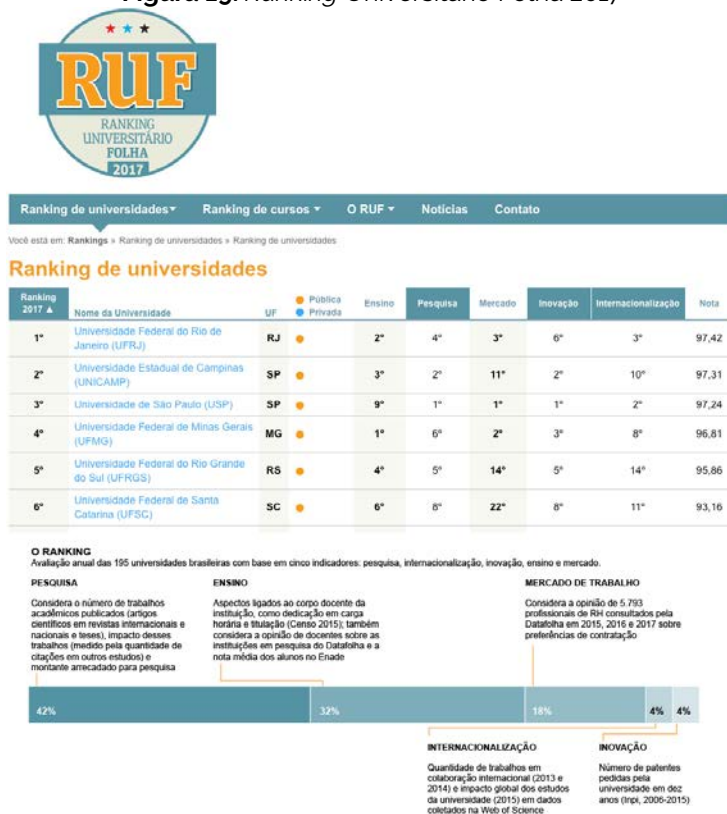 Figura 23. Ranking Universitário Folha 2017
RUF
RANKING
UNIVERSITÁRIO
FOLHA
2017
Ranking de universidades▾ Ranking de cursos ▾ O RUF ▾ Notícias Contato
Você está em: Rankings » Ranking de universidades » Ranking de universidades
Ranking de universidades
Ranking 2017 ▲ Nome da Universidade UF Pública Privada Ensino Pesquisa Mercado Inovação Internacionalização Nota
1º Universidade Federal do Rio de Janeiro (UFRJ) RJ 2º 4º 3º 6º 3º 97,42
2º Universidade Estadual de Campinas (UNICAMP) SP 3º 2º 11º 2º 10º 97,31
3º Universidade de São Paulo (USP) SP 9º 1º 1º 1º 2º 97,24
4º Universidade Federal de Minas Gerais (UFMG) MG 1º 6º 2º 3º 8º 96,81
5º Universidade Federal do Rio Grande do Sul (UFRGS) RS 4º 5º 14º 5º 14º 95,86
6º Universidade Federal de Santa Catarina (UFSC) SC 6º 8º 22º 8º 11º 93,16
O RANKING
Avaliação anual das 195 universidades brasileiras com base em cinco indicadores: pesquisa, internacionalização, inovação, ensino e mercado.
PESQUISA
Considera o número de trabalhos
acadêmicos publicados (artigos
científicos em revistas internacionais e
nacionais e teses), impacto desses
trabalhos (medido pela quantidade de
citações em outros estudos) e
montante arrecadado para pesquisa
ENSINO
Aspectos ligados ao corpo docente da
instituição, como dedicação em carga
horária e titulação (Censo 2015); também
considera a opinião de docentes sobre as
instituições em pesquisa do Datafolha e a
nota média dos alunos no Enade
MERCADO DE TRABALHO
Considera a opinião de 5.793
profissionais de RH consultados pela
Datafolha em 2015, 2016 e 2017 sobre
preferências de contratação
42% 32% 18% 4% 4%
INTERNACIONALIZAÇÃO
Quantidade de trabalhos em
colaboração internacional (2013 e
2014) e impacto global dos estudos
da universidade (2015) em dados
coletados na Web of Science
INOVAÇÃO
Número de patentes
pedidas pela
universidade em dez
anos (Inpi, 2006-2015)